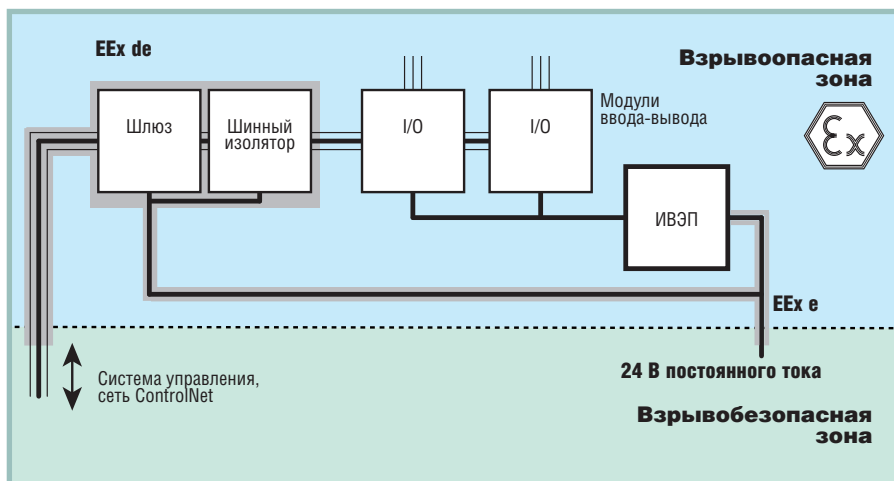 EEx de
Взрывоопасная
зона
Шлюз
Шинный
изолятор
I/O
I/O
Модули
ввода-вывода
Ex
ИВЭП
EEx e
24 В постоянного тока
Система управления,
сеть ControlNet
Взрывобезопасная
зона